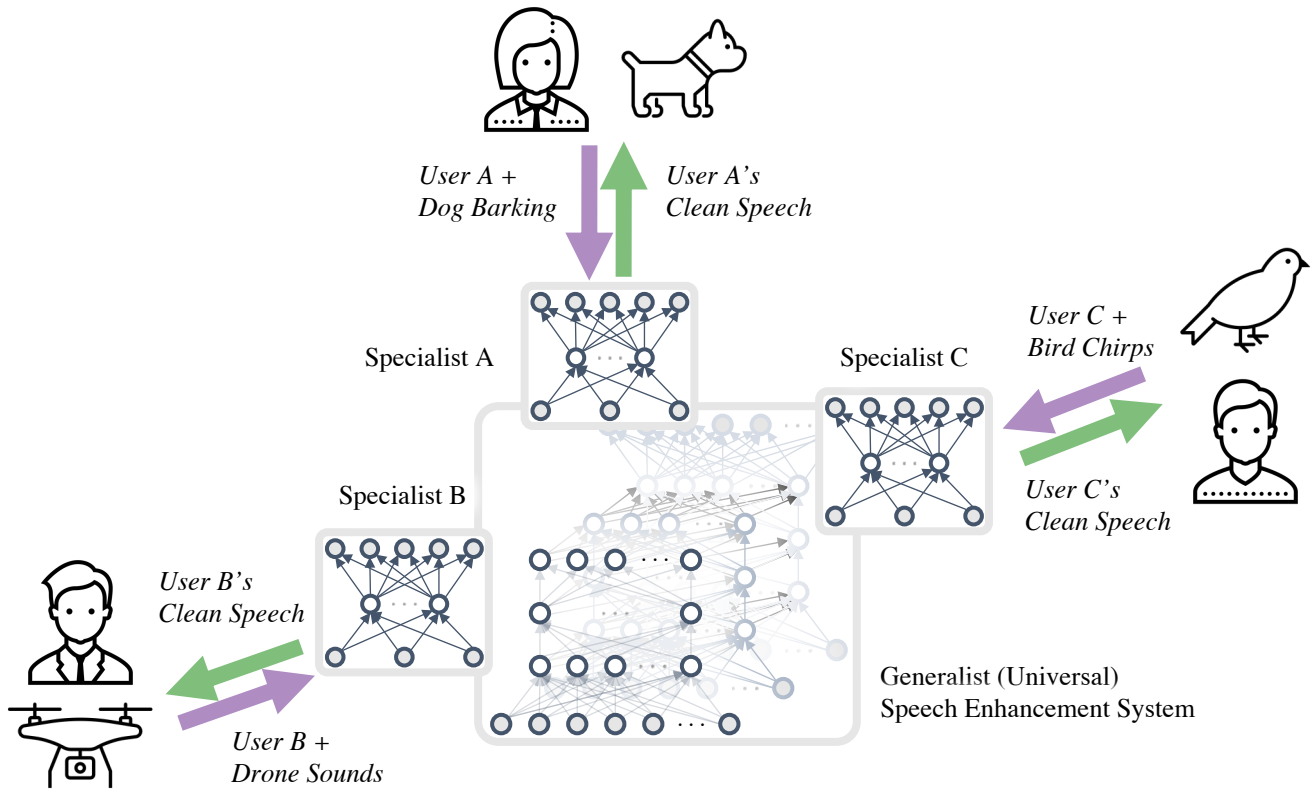 User A +
Dog Barking
User A’s
Clean Speech
Specialist A
Specialist C
User C +
Bird Chirps
User C’s
Clean Speech
Specialist B
User B’s
Clean Speech
User B +
Drone Sounds
Generalist (Universal)
Speech Enhancement System